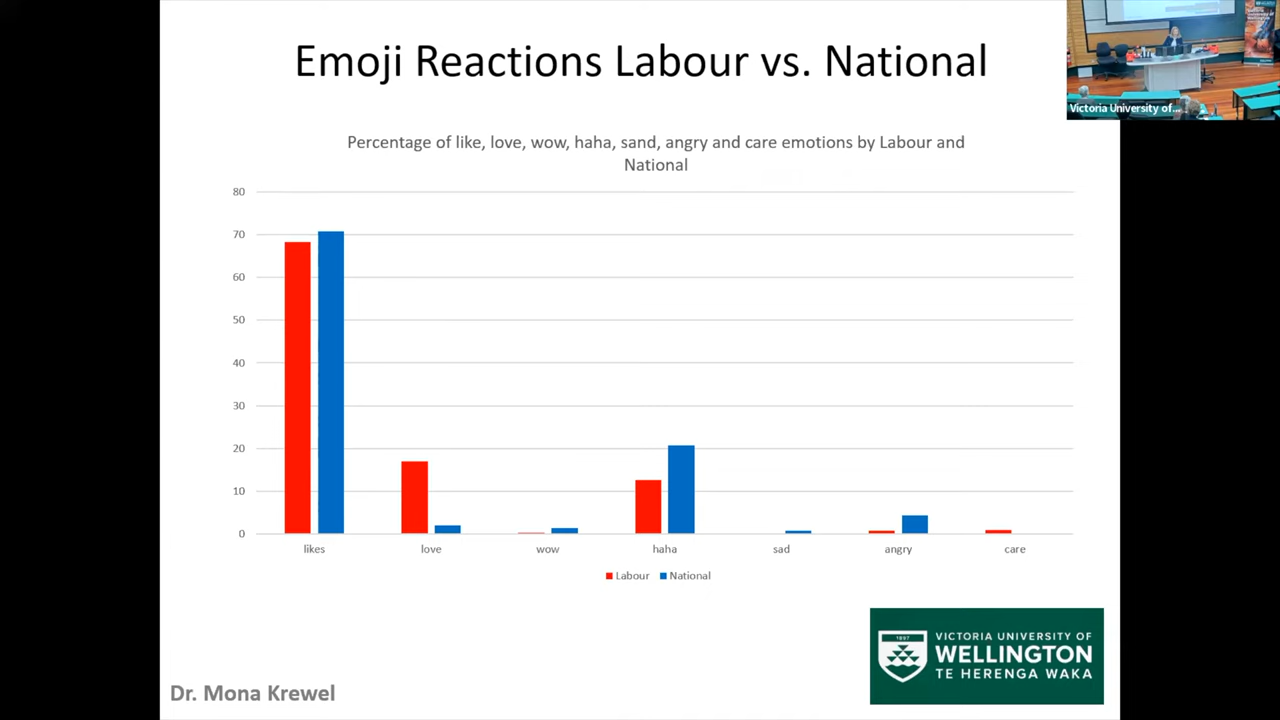 Emoji Reactions Labour vs. National
Victoria University of...
Percentage of like, love, wow, haha, sand, angry and care emotions by Labour and
National
80
70
60
50
40
30
20
10
0
likes love wow haha sad angry care
Labour National
1897
VICTORIA UNIVERSITY OF
WELLINGTON
TE HERENGA WAKA
Dr. Mona Krewel